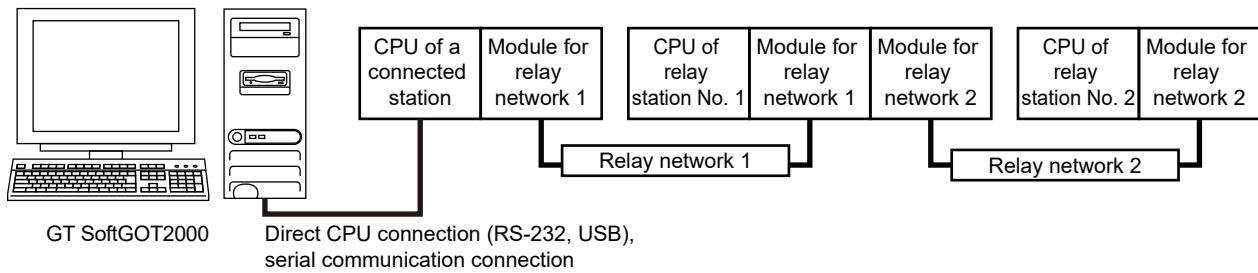 CPU of a
connected
station
Module for
relay
network 1
CPU of
relay
station No. 1
Module for
relay
network 1
Module for
relay
network 2
CPU of
relay
station No. 2
Module for
relay
network 2
Relay network 1
Relay network 2
GT SoftGOT2000
Direct CPU connection (RS-232, USB),
serial communication connection